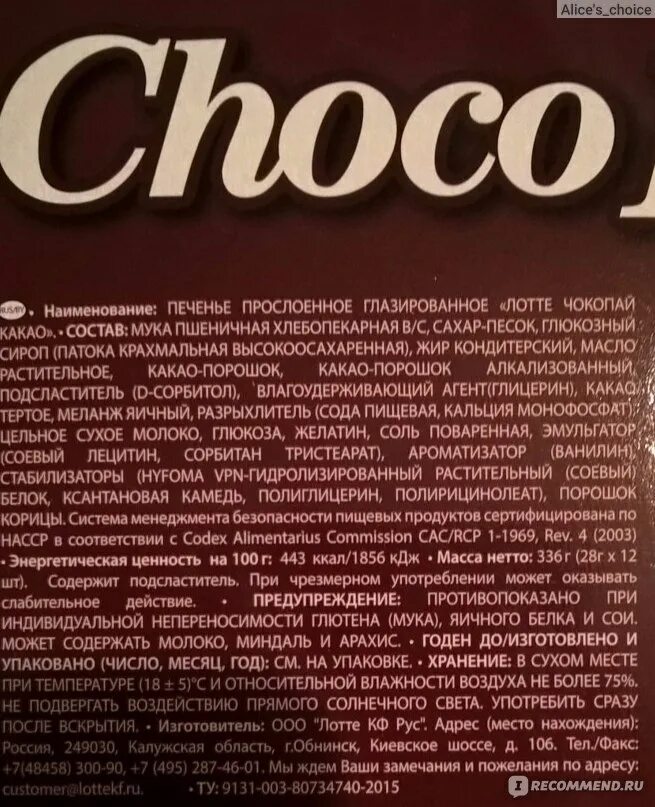 Alice's_choice
Choco
RUS/BY • Наименование: ПЕЧЕНЬЕ ПРОСЛОЕННОЕ ГЛАЗИРОВАННОЕ «ЛОТТЕ ЧОКОПАЙ
КАКАО». • СОСТАВ: МУКА ПШЕНИЧНАЯ ХЛЕБОПЕКАРНАЯ В/С, САХАР-ПЕСОК, ГЛЮКОЗНЫЙ
СИРОП (ПАТОКА КРАХМАЛЬНАЯ ВЫСОКООСАХАРЕННАЯ), ЖИР КОНДИТЕРСКИЙ, МАСЛО
РАСТИТЕЛЬНОЕ, КАКАО-ПОРОШОК, КАКАО-ПОРОШОК АЛКАЛИЗОВАННЫЙ,
ПОДСЛАСТИТЕЛЬ (D-СОРБИТОЛ), ВЛАГОУДЕРЖИВАЮЩИЙ АГЕНТ(ГЛИЦЕРИН), КАКАО
ТЕРТОЕ, МЕЛАНЖ ЯИЧНЫЙ, РАЗРЫХЛИТЕЛЬ (СОДА ПИЩЕВАЯ, КАЛЬЦИЯ МОНОФОСФАТ)
ЦЕЛЬНОЕ СУХОЕ МОЛОКО, ГЛЮКОЗА, ЖЕЛАТИН, СОЛЬ ПОВАРЕННАЯ, ЭМУЛЬГАТОР
(СОЕВЫЙ ЛЕЦИТИН, СОРБИТАН ТРИСТЕАРАТ), АРОМАТИЗАТОР (ВАНИЛИН),
СТАБИЛИЗАТОРЫ (HYFOMA VPN-ГИДРОЛИЗИРОВАННЫЙ РАСТИТЕЛЬНЫЙ (СОЕВЫЙ)
БЕЛОК, КСАНТАНОВАЯ КАМЕДЬ, ПОЛИГЛИЦЕРИН, ПОЛИРИЦИНОЛЕАТ), ПОРОШОК
КОРИЦЫ. Система менеджмента безопасности пищевых продуктов сертифицирована по
НАССР в соответствии с Codex Alimentarius Commission CAC/RCP 1-1969, Rev. 4 (2003)
• Энергетическая ценность на 100 г: 443 ккал/1856 кДж • Масса нетто: 336 г (28г х 12
шт). Содержит подсластитель. При чрезмерном употреблении может оказывать
слабительное действие. • ПРЕДУПРЕЖДЕНИЕ: ПРОТИВОПОКАЗАНО ПРИ
ИНДИВИДУАЛЬНОЙ НЕПЕРЕНОСИМОСТИ ГЛЮТЕНА (МУКА), ЯИЧНОГО БЕЛКА И СОИ.
МОЖЕТ СОДЕРЖАТЬ МОЛОКО, МИНДАЛЬ И АРАХИС. • ГОДЕН ДО/ИЗГОТОВЛЕНО И
УПАКОВАНО (ЧИСЛО, МЕСЯЦ, ГОД): СМ. НА УПАКОВКЕ. • ХРАНЕНИЕ: В СУХОМ МЕСТЕ
ПРИ ТЕМПЕРАТУРЕ (18 ± 5)°С И ОТНОСИТЕЛЬНОЙ ВЛАЖНОСТИ ВОЗДУХА НЕ БОЛЕЕ 75%.
НЕ ПОДВЕРГАТЬ ВОЗДЕЙСТВИЮ ПРЯМОГО СОЛНЕЧНОГО СВЕТА. УПОТРЕБИТЬ СРАЗУ
ПОСЛЕ ВСКРЫТИЯ. • Изготовитель: ООО "Лотте КФ Рус". Адрес (место нахождения):
Россия, 249030, Калужская область, г.Обнинск, Киевское шоссе, д. 106. Тел./Факс:
+7(48458) 300-90, +7 (495) 287-46-01. Мы ждем Ваши замечания и пожелания по адресу:
customer@lottekf.ru. • ТУ: 9131-003-80734740-2015
IRECOMMEND.RU